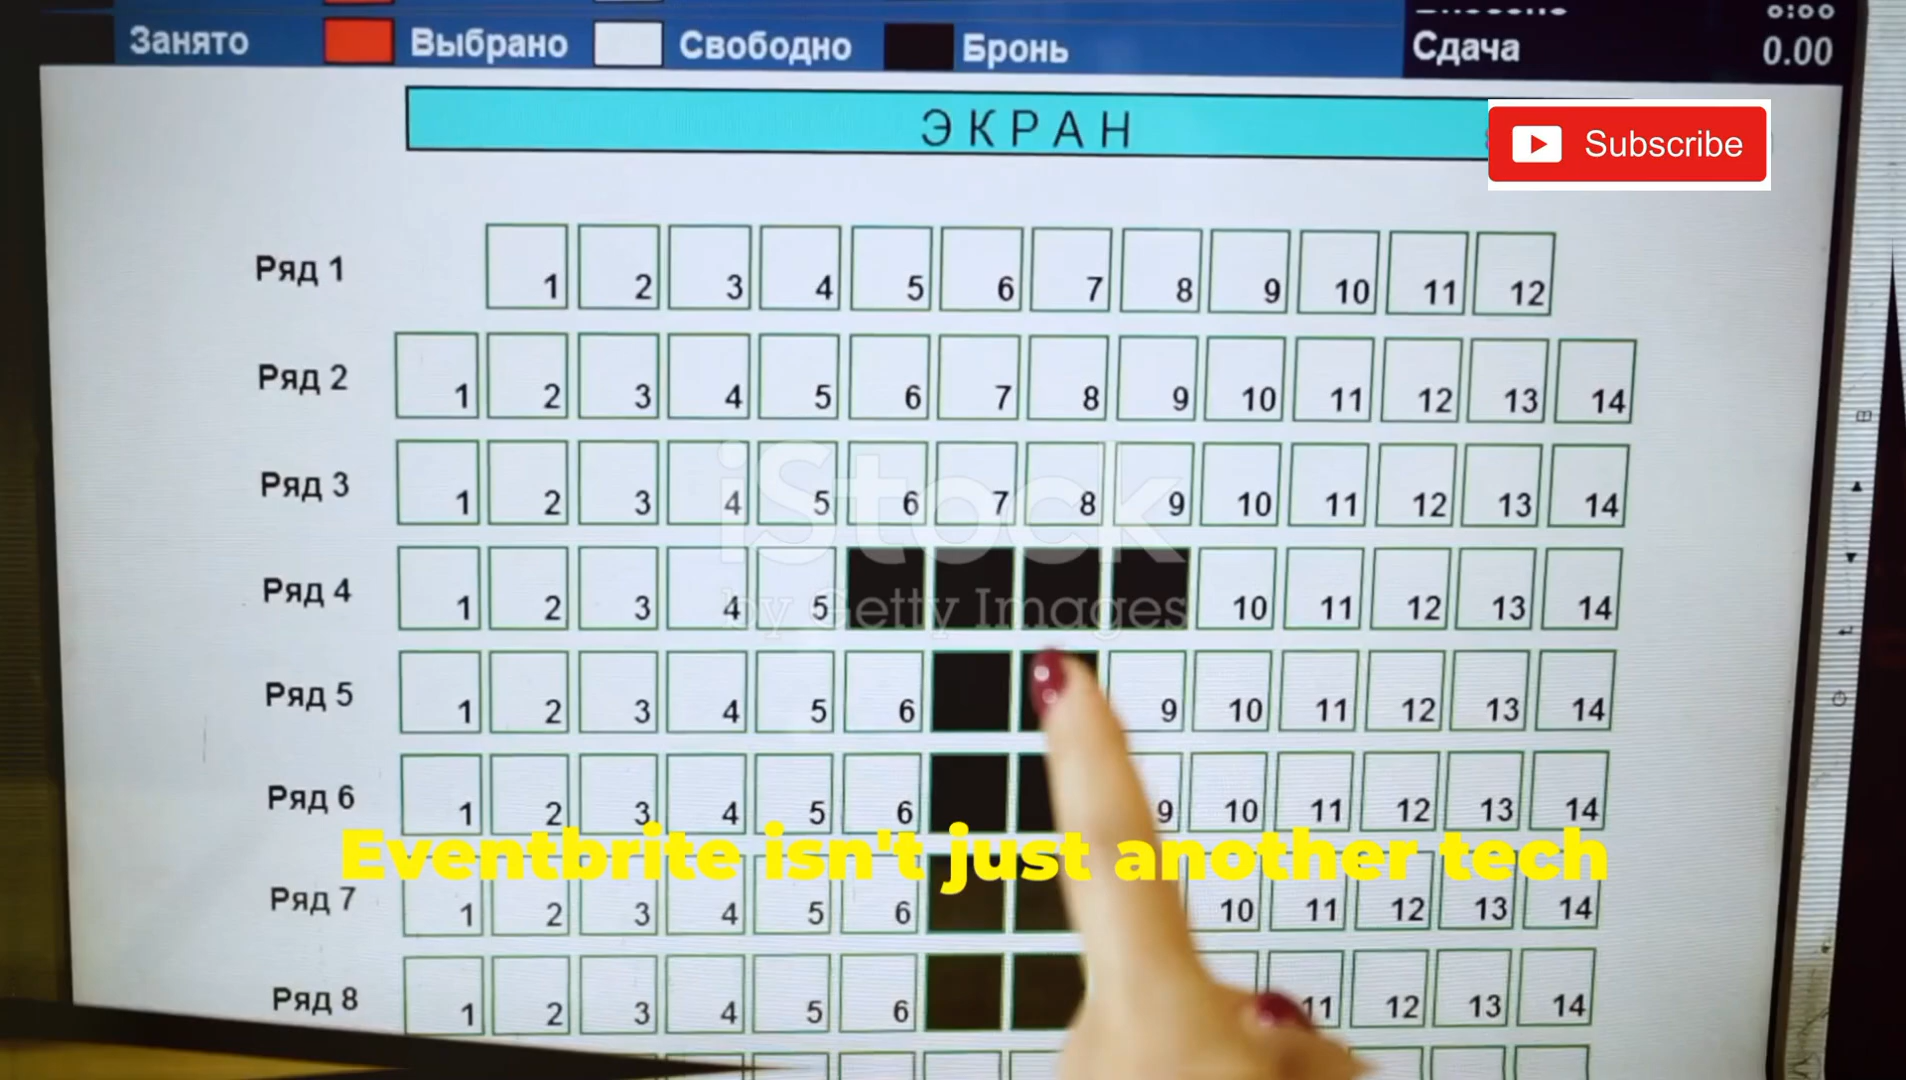 Занято Выбрано Свободно Бронь
Сдача 0.00
ЭКРАН
Subscribe
Ряд 1 1 2 3 4 5 6 7 8 9 10 11 12
Ряд 2 1 2 3 4 5 6 7 8 9 10 11 12 13 14
Ряд 3 1 2 3 4 5 6 7 8 9 10 11 12 13 14
iStock
Ряд 4 1 2 3 4 5 10 11 12 13 14
by Getty Images
Ряд 5 1 2 3 4 5 6 9 10 11 12 13 14
Ряд 6 1 2 3 4 5 6 9 10 11 12 13 14
Eventbrite isn't just another tech
Ряд 7 1 2 3 4 5 6 10 11 12 13 14
Ряд 8 1 2 3 4 5 6 11 12 13 14